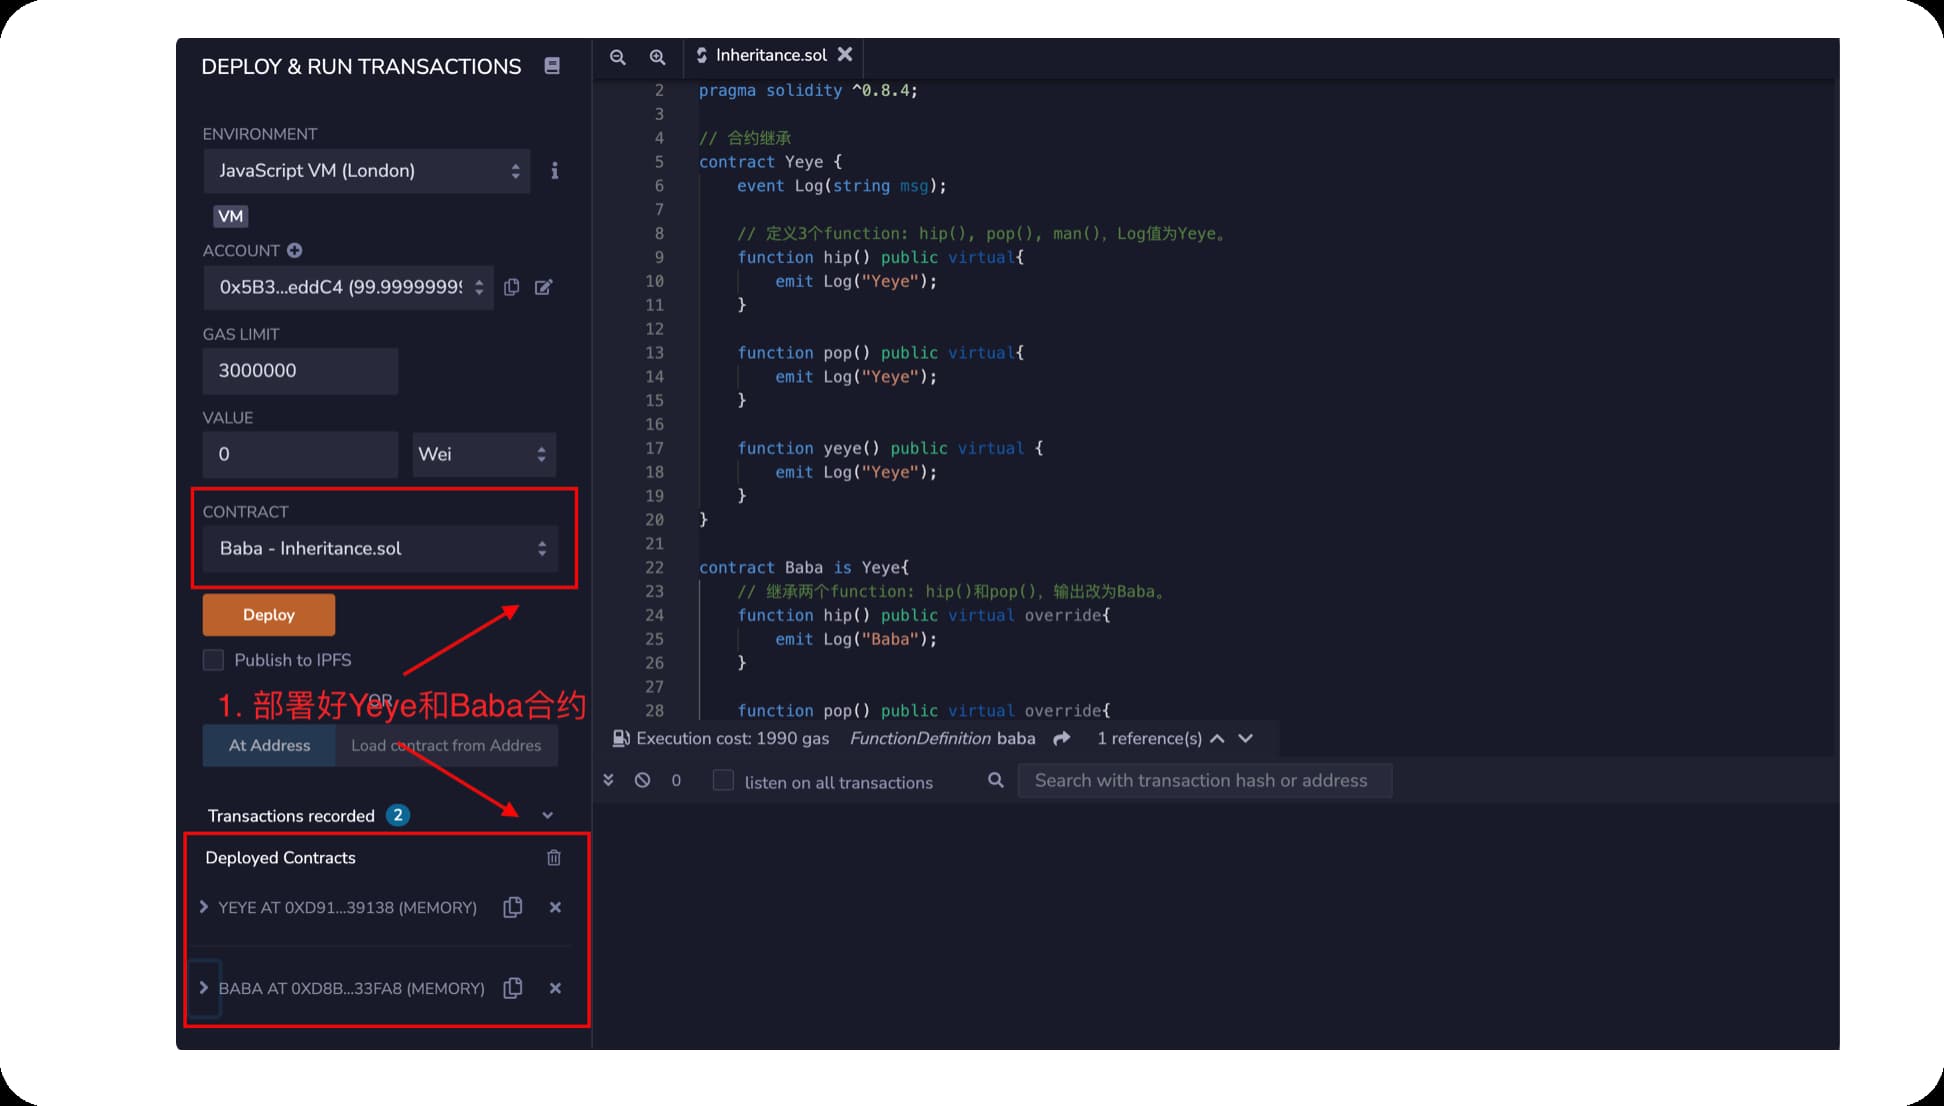 DEPLOY & RUN TRANSACTIONS
ENVIRONMENT
JavaScript VM (London)
VM
ACCOUNT
0x5B3...eddC4 (99.9999999
GAS LIMIT
3000000
VALUE
0
Wei
CONTRACT
Baba - Inheritance.sol
Deploy
Publish to IPFS
OR
1. 部署好Yeye和Baba合约
At Address
Load contract from Addres
Transactions recorded 2
Deployed Contracts
YEYE AT 0XD91...39138 (MEMORY)
BABA AT 0XD8B...33FA8 (MEMORY)
Inheritance.sol
2 pragma solidity ^0.8.4;
3
4 // 合约继承
5 contract Yeye {
6 event Log(string msg);
7
8 // 定义3个function: hip(), pop(), man()，Log值为Yeye。
9 function hip() public virtual{
10 emit Log("Yeye");
11 }
12
13 function pop() public virtual{
14 emit Log("Yeye");
15 }
16
17 function yeye() public virtual {
18 emit Log("Yeye");
19 }
20 }
21
22 contract Baba is Yeye{
23 // 继承两个function: hip()和pop()，输出改为Baba。
24 function hip() public virtual override{
25 emit Log("Baba");
26 }
27
28 function pop() public virtual override{
Execution cost: 1990 gas FunctionDefinition baba 1 reference(s)
0 listen on all transactions
Search with transaction hash or address